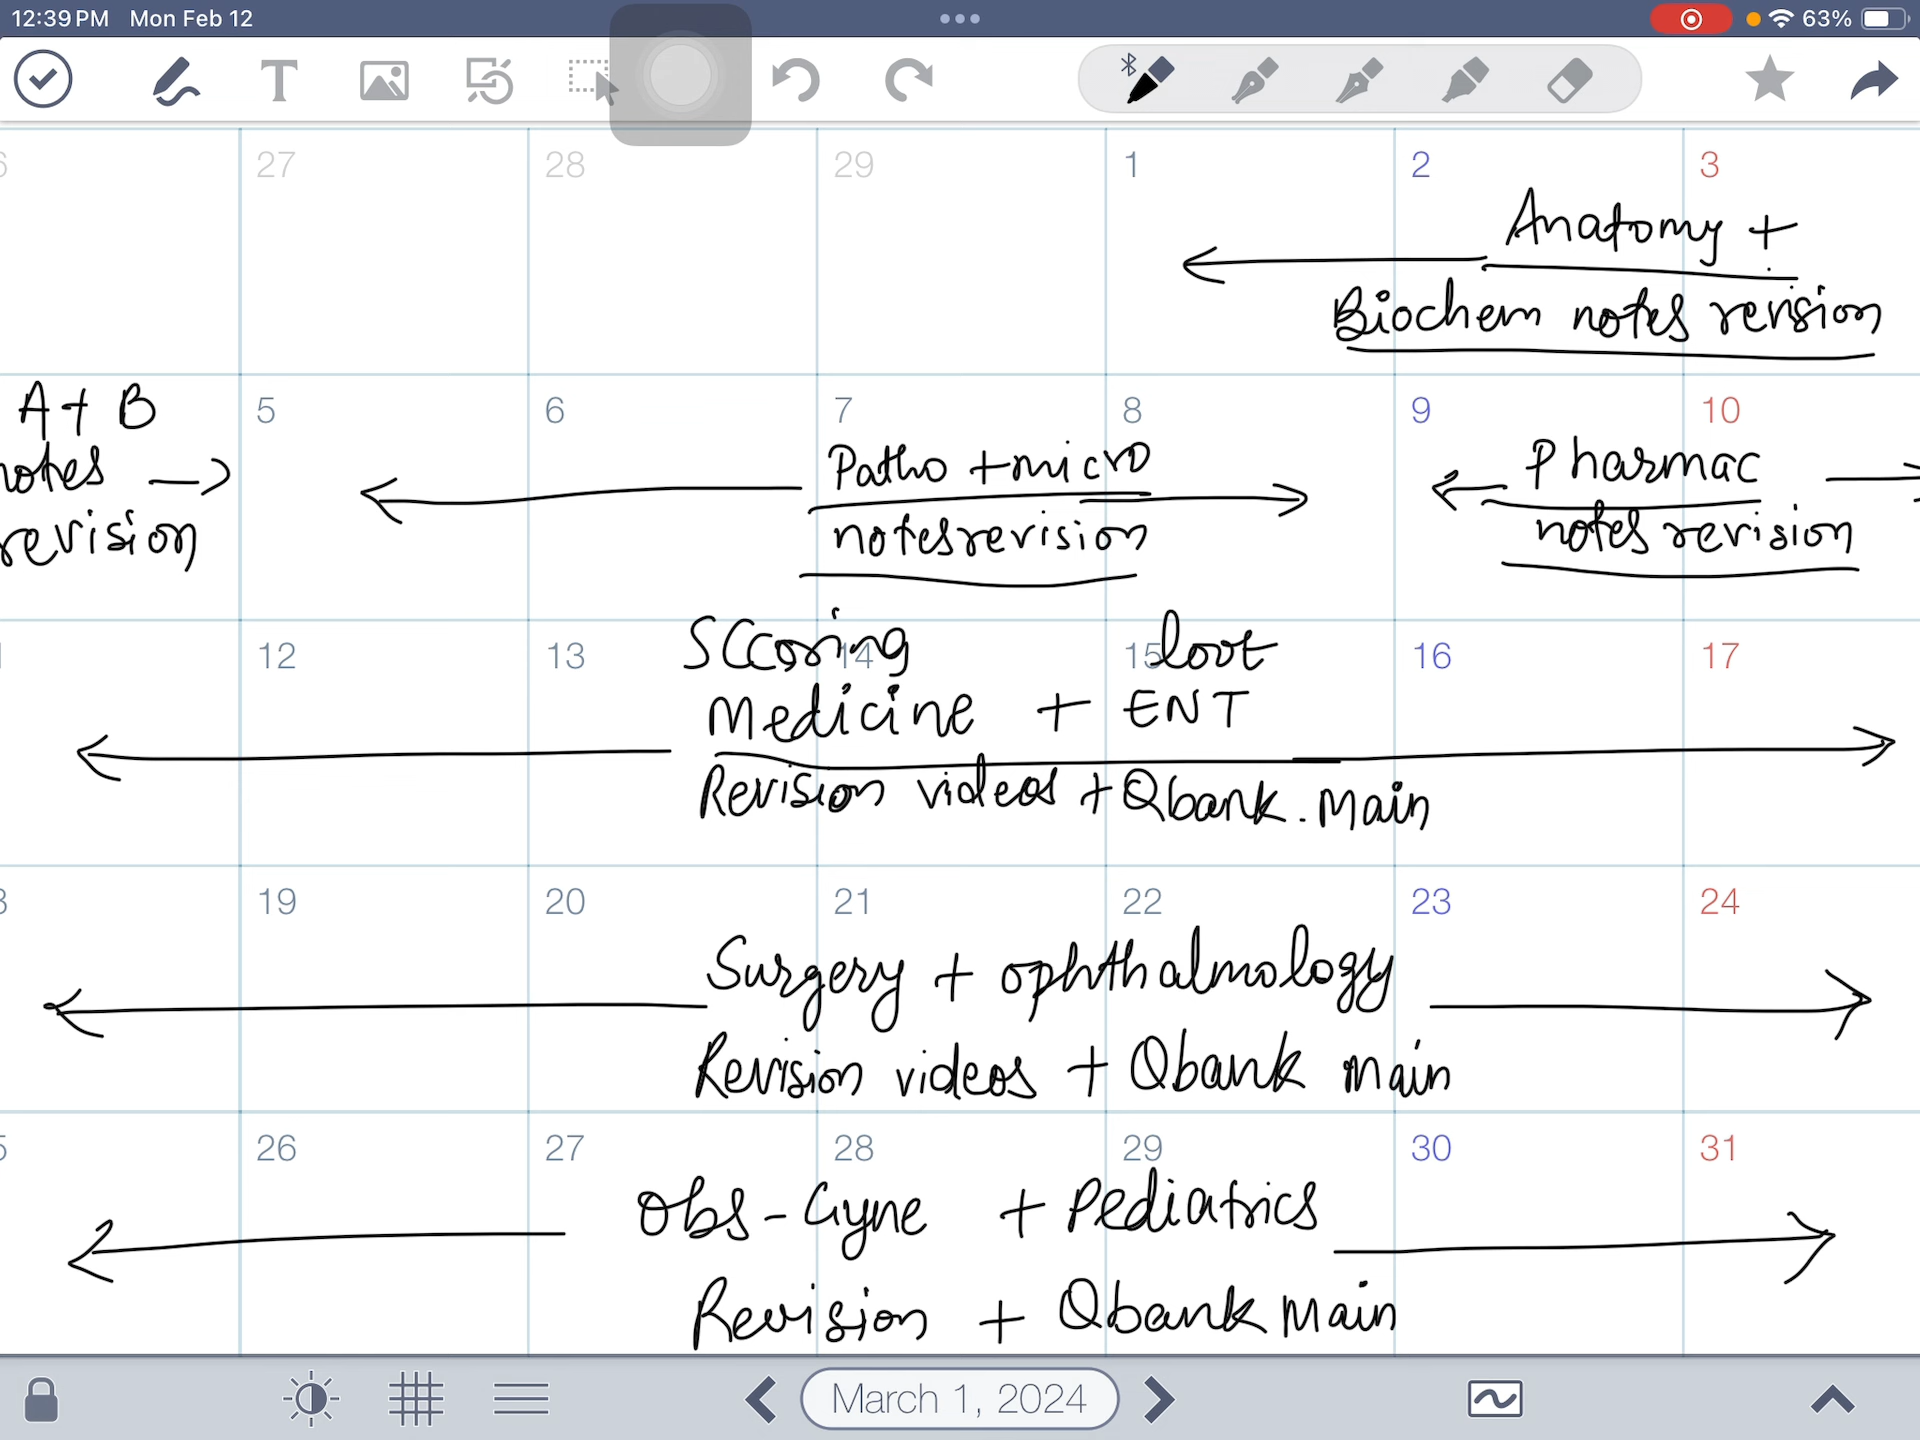 12:39 PM Mon Feb 12
63%
T
27 28 29 1 2 3
Anatomy +
Biochem notes revision
A + B
notes
revision
5 6 7 8 9 10
Patho + micro
notes revision
Pharmac
notes revision
12 13 14 15 16 17
SCcoring loot
Medicine + ENT
Revision videos + Qbank. Main
19 20 21 22 23 24
Surgery + ophthalmology
Revision videos + Qbank main
26 27 28 29 30 31
Obs-Gyne + Pediatrics
Revision + Qbank Main
March 1, 2024